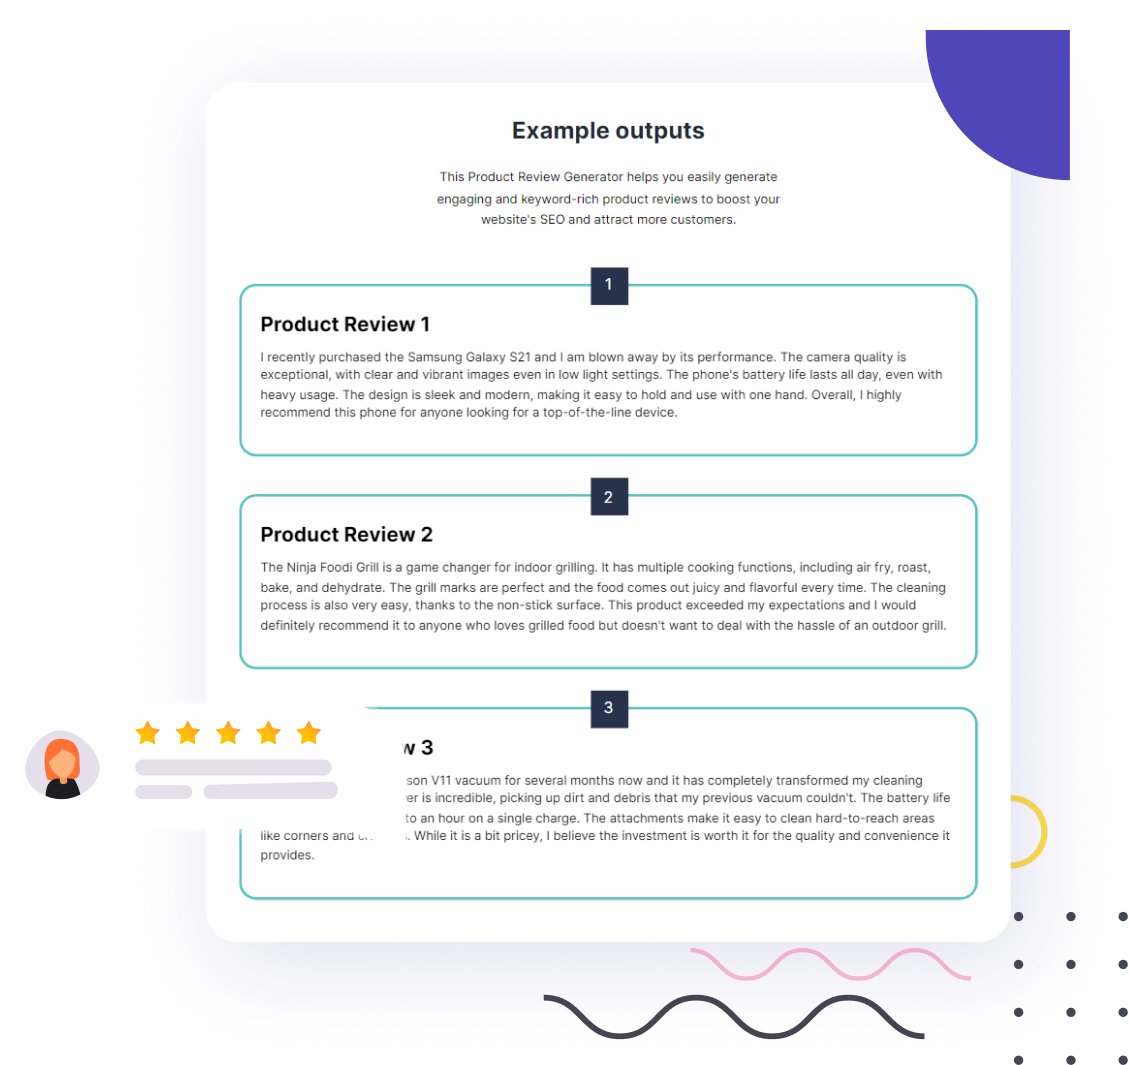 Example outputs
This Product Review Generator helps you easily generate
engaging and keyword-rich product reviews to boost your
website's SEO and attract more customers.
1
Product Review 1
I recently purchased the Samsung Galaxy S21 and I am blown away by its performance. The camera quality is
exceptional, with clear and vibrant images even in low light settings. The phone's battery life lasts all day, even with
heavy usage. The design is sleek and modern, making it easy to hold and use with one hand. Overall, I highly
recommend this phone for anyone looking for a top-of-the-line device.
2
Product Review 2
The Ninja Foodi Grill is a game changer for indoor grilling. It has multiple cooking functions, including air fry, roast,
bake, and dehydrate. The grill marks are perfect and the food comes out juicy and flavorful every time. The cleaning
process is also very easy, thanks to the non-stick surface. This product exceeded my expectations and I would
definitely recommend it to anyone who loves grilled food but doesn't want to deal with the hassle of an outdoor grill.
3
3
V11 vacuum for several months now and it has completely transformed my cleaning
is incredible, picking up dirt and debris that my previous vacuum couldn't. The battery life
to an hour on a single charge. The attachments make it easy to clean hard-to-reach areas
like corners and While it is a bit pricey, I believe the investment is worth it for the quality and convenience it
provides.